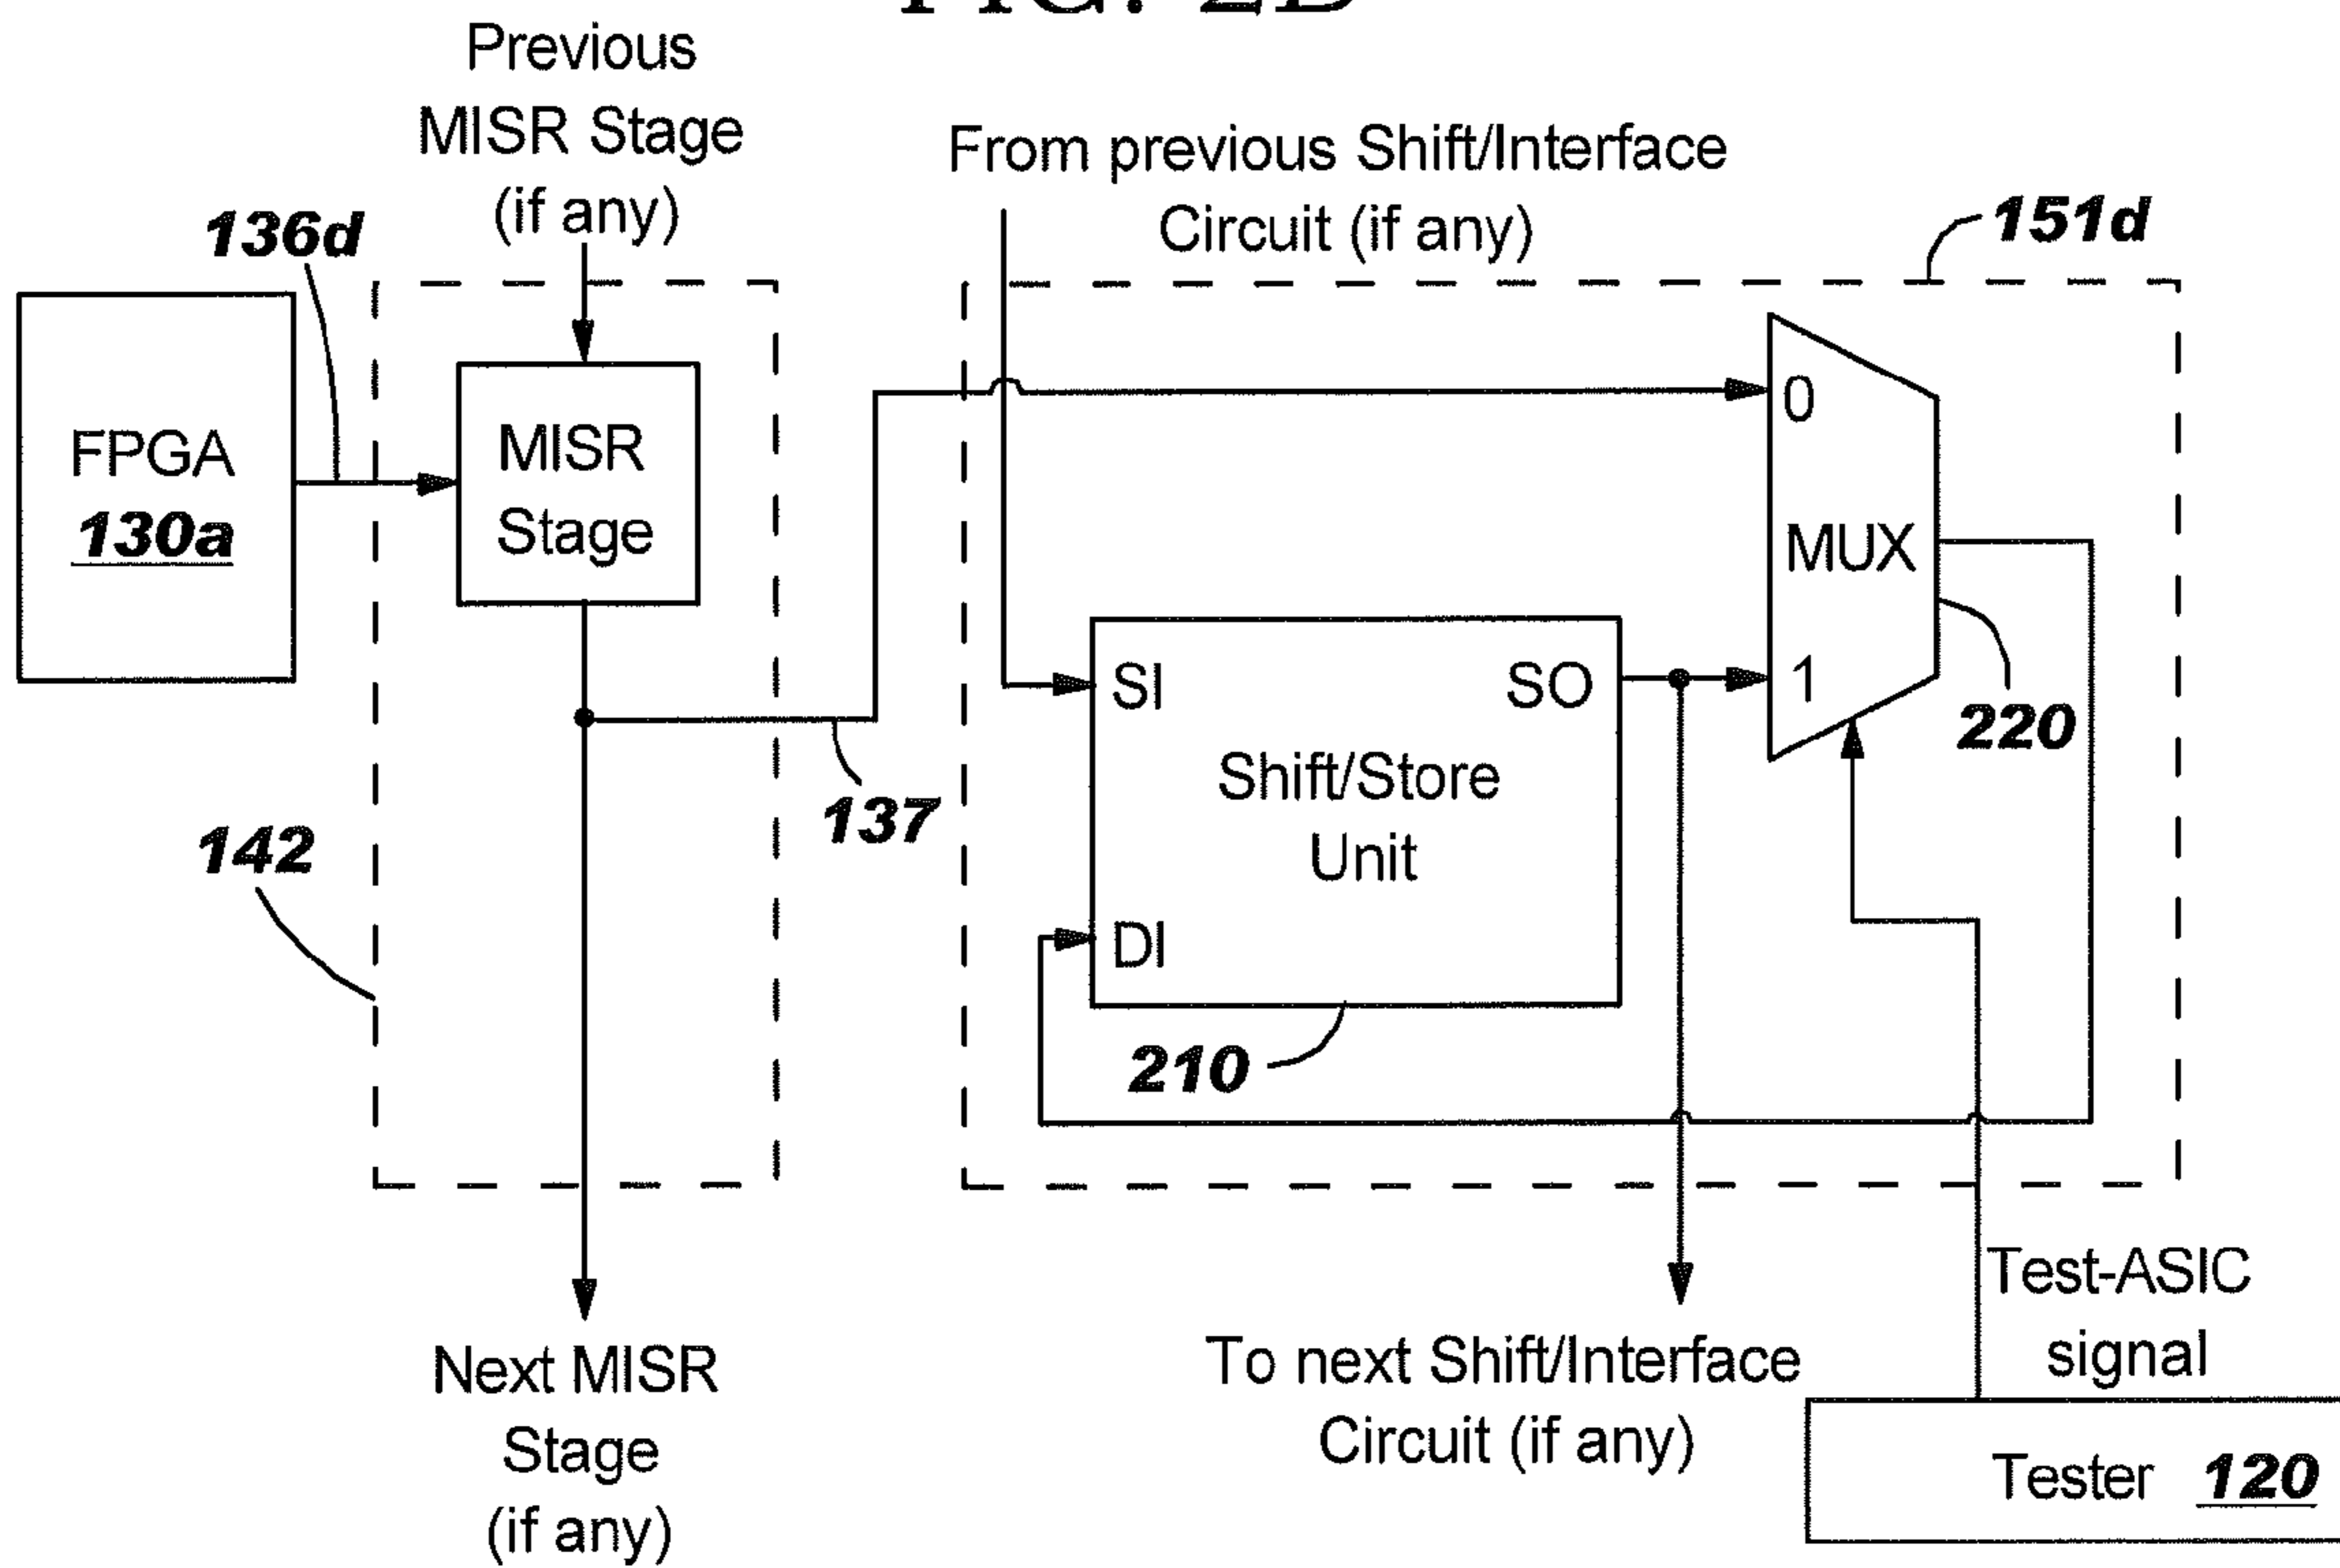 FIG. 2B
Previous
MISR Stage
(if any)
From previous Shift/Interface
Circuit (if any)
151d
136d
FPGA
130a
MISR
Stage
0
MUX
1
220
SI
SO
Shift/Store
Unit
DI
210
137
142
Test-ASIC
signal
Next MISR
Stage
(if any)
To next Shift/Interface
Circuit (if any)
Tester 120